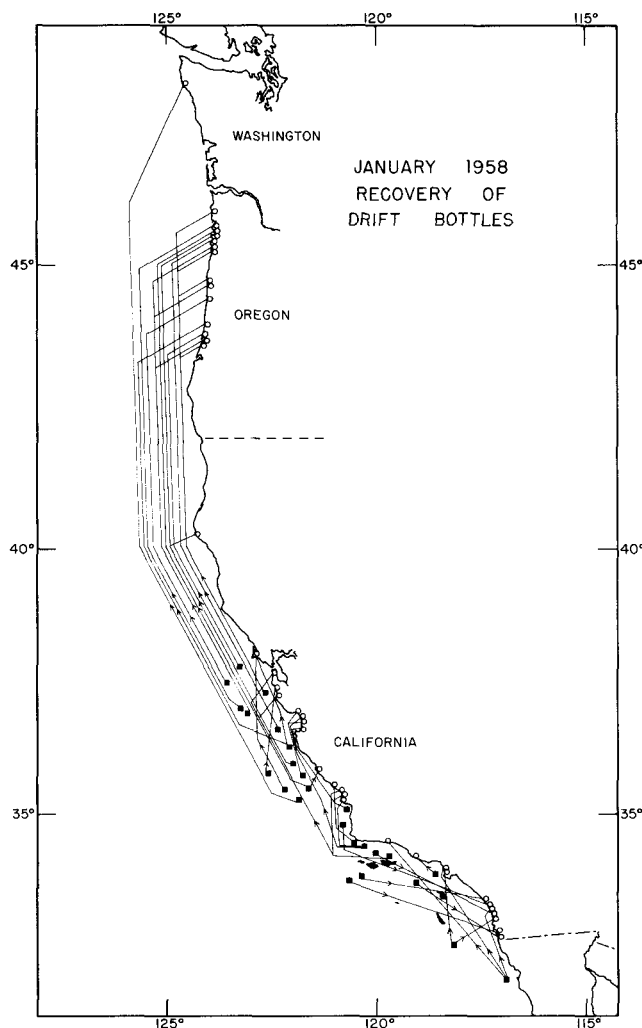 125° 120°
WASHINGTON
JANUARY 1958
RECOVERY OF
DRIFT BOTTLES
45° 45°
OREGON
40° 40°
CALIFORNIA
35° 35°
125° 120° 115°